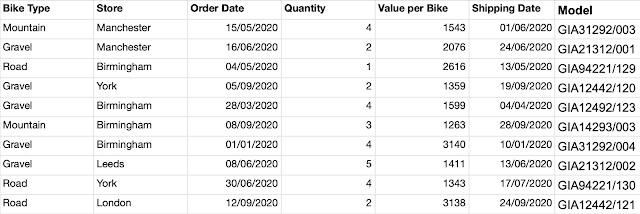 Bike Type Store Order Date Quantity Value per Bike Shipping Date Model
Mountain Manchester 15/05/2020 4 1543 01/06/2020 GIA31292/003
Gravel Manchester 16/06/2020 2 2076 24/06/2020 GIA21312/001
Road Birmingham 04/05/2020 1 2616 13/05/2020 GIA94221/129
Gravel York 05/09/2020 2 1359 19/09/2020 GIA12442/120
Gravel Birmingham 28/03/2020 4 1599 04/04/2020 GIA12492/123
Mountain Birmingham 08/09/2020 3 1263 28/09/2020 GIA14293/003
Gravel Birmingham 01/01/2020 4 3140 10/01/2020 GIA31292/004
Gravel Leeds 08/06/2020 5 1411 13/06/2020 GIA21312/002
Road York 30/06/2020 4 1343 17/07/2020 GIA94221/130
Road London 12/09/2020 2 3138 24/09/2020 GIA12442/121